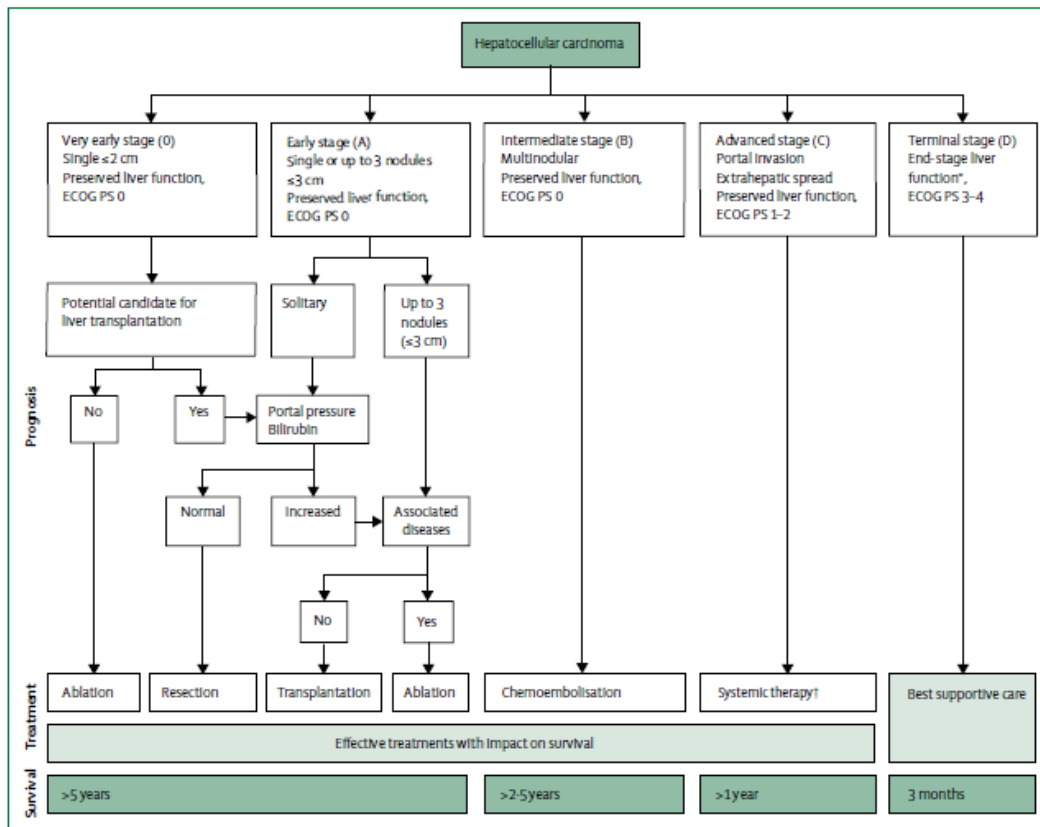 Hepatocellular carcinoma
Very early stage (0)
Single ≤2 cm
Preserved liver function,
ECOG PS 0
Early stage (A)
Single or up to 3 nodules
≤3 cm
Preserved liver function,
ECOG PS 0
Intermediate stage (B)
Multinodular
Preserved liver function,
ECOG PS 0
Advanced stage (C)
Portal invasion
Extrahepatic spread
Preserved liver function,
ECOG PS 1–2
Terminal stage (D)
End-stage liver
function*,
ECOG PS 3–4
Potential candidate for
liver transplantation
Solitary
Up to 3
nodules
(≤3 cm)
Prognosis
No
Yes
Portal pressure
Bilirubin
Normal
Increased
Associated
diseases
No
Yes
Treatment
Ablation
Resection
Transplantation
Ablation
Chemoembolisation
Systemic therapy†
Best supportive care
Effective treatments with impact on survival
Survival
>5 years
>2·5 years
>1 year
3 months